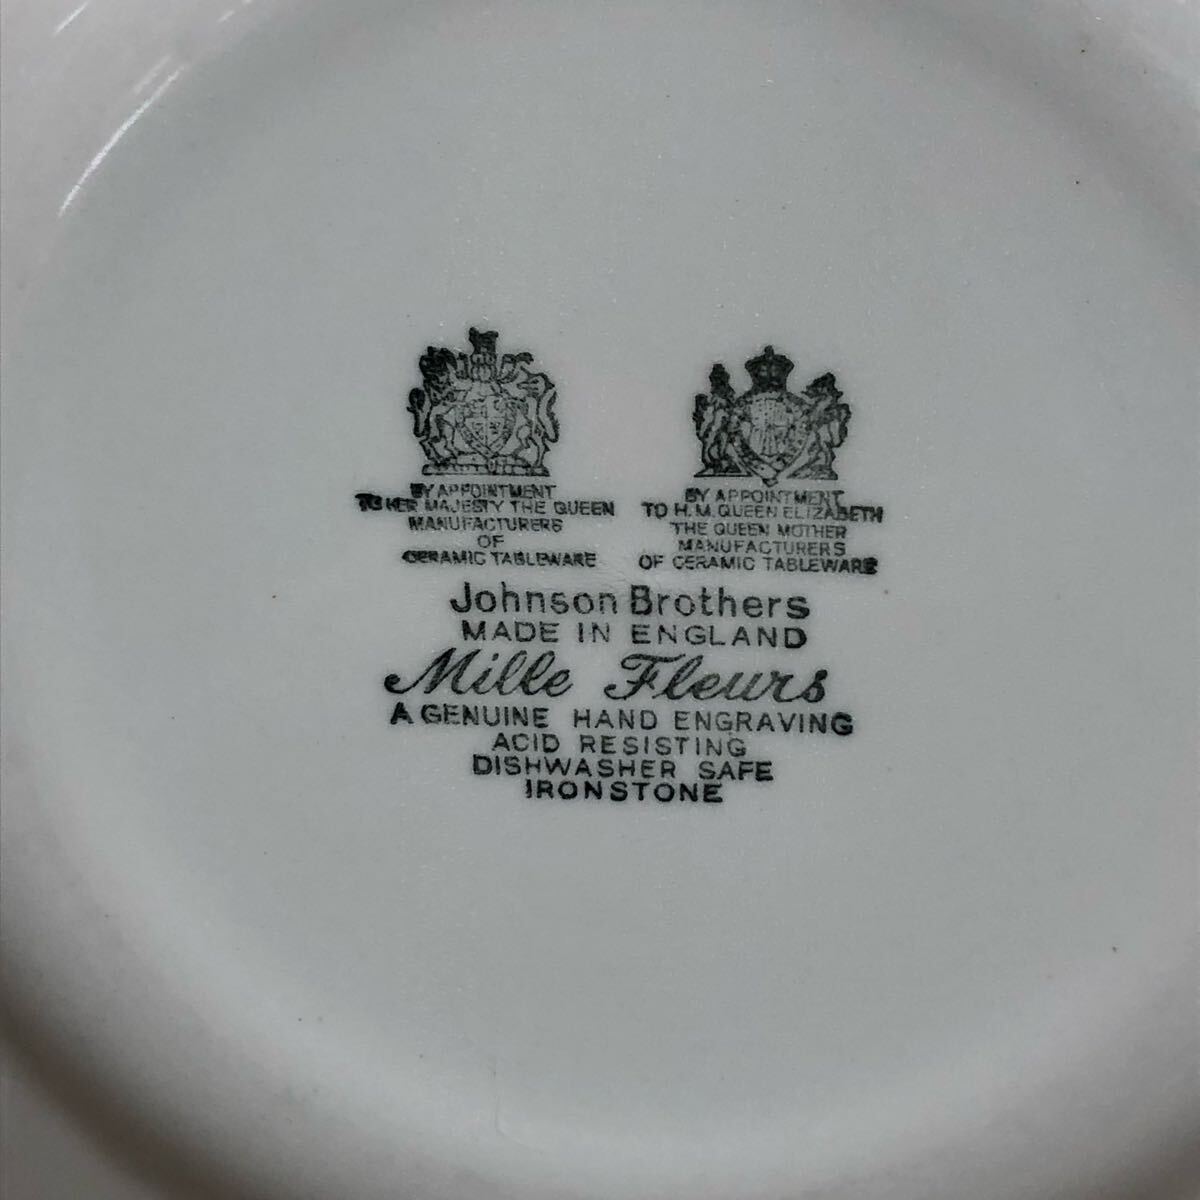 BY APPOINTMENT
TO HER MAJESTY THE QUEEN
MANUFACTURERS
OF
CERAMIC TABLEWARE
BY APPOINTMENT
TO H.M. QUEEN ELIZABETH
THE QUEEN MOTHER
MANUFACTURERS
OF CERAMIC TABLEWARE
Johnson Brothers
MADE IN ENGLAND
Mille Fleurs
A GENUINE HAND ENGRAVING
ACID RESISTING
DISHWASHER SAFE
IRONSTONE